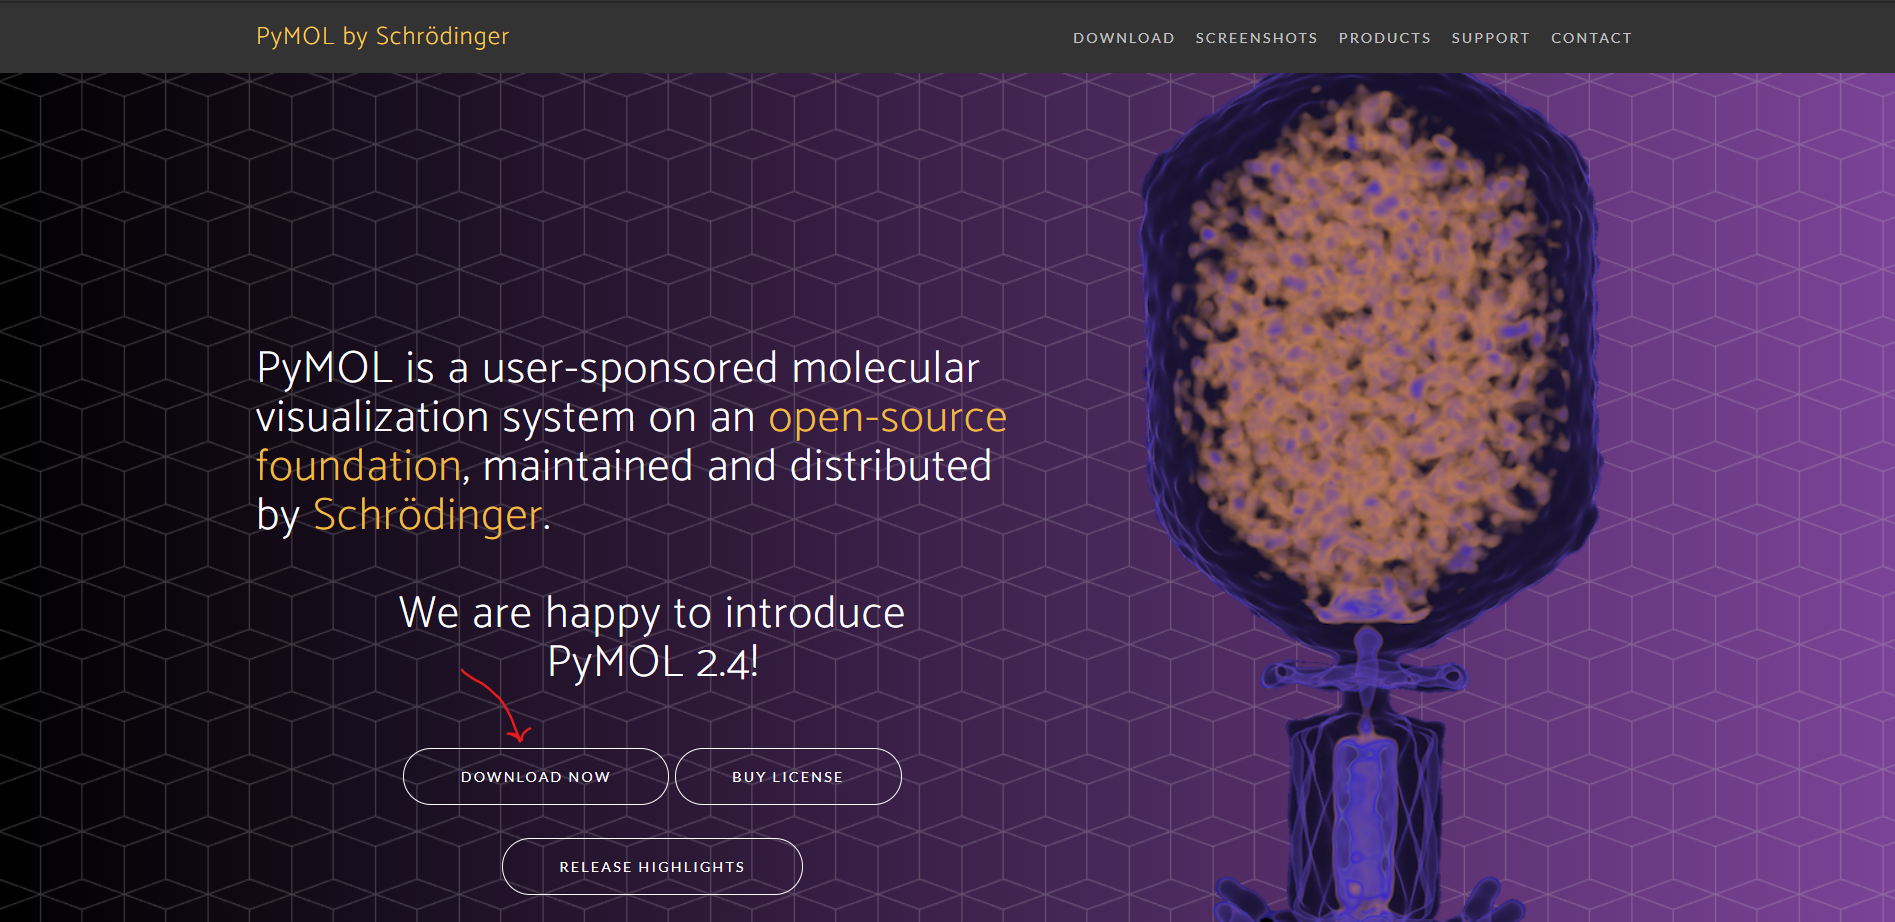 PyMOL by Schrödinger
DOWNLOAD SCREENSHOTS PRODUCTS SUPPORT CONTACT
PyMOL is a user-sponsored molecular
visualization system on an open-source
foundation, maintained and distributed
by Schrödinger.
We are happy to introduce
PyMOL 2.4!
DOWNLOAD NOW
BUY LICENSE
RELEASE HIGHLIGHTS